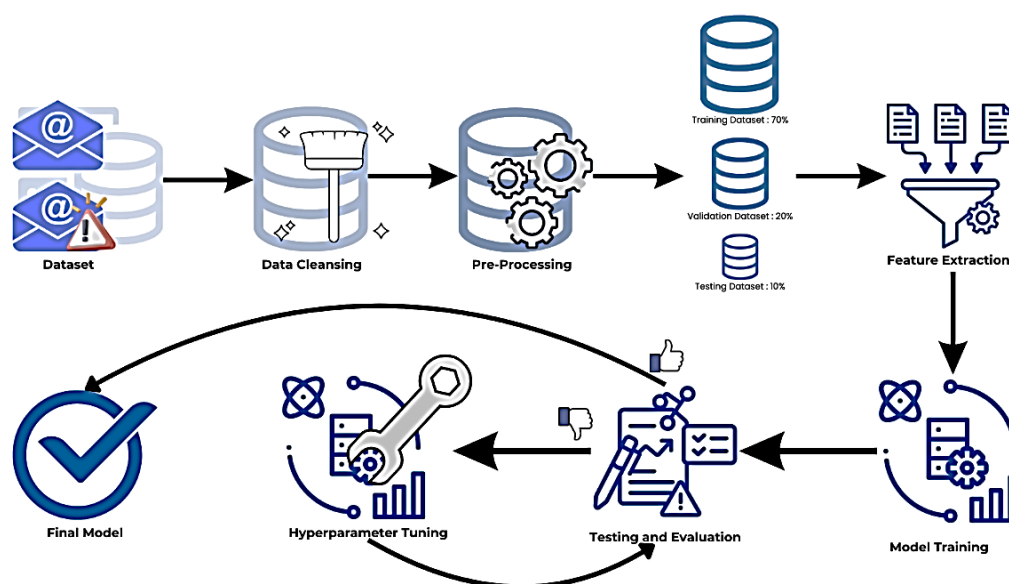 Training Dataset : 70%
Validation Dataset : 20%
Testing Dataset : 10%
Dataset
Data Cleansing
Pre-Processing
Feature Extraction
Final Model
Hyperparameter Tuning
Testing and Evaluation
Model Training